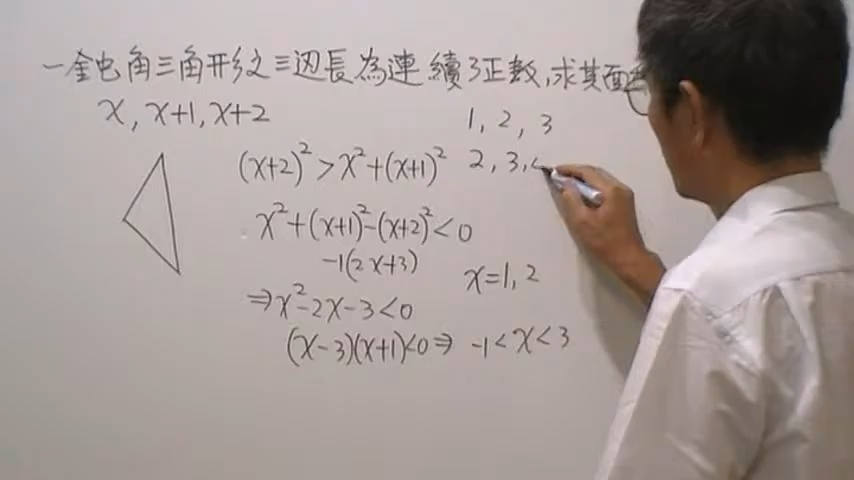 一鈍角三角形之三边長為連續3正數,求其面
x, x+1, x+2
1, 2, 3
(x+2)² > x² + (x+1)²
2, 3, 4
x² + (x+1)² - (x+2)² < 0
-1(2x+3)
x = 1, 2
⇒ x² - 2x - 3 < 0
(x-3)(x+1) < 0 ⇒ -1 < x < 3